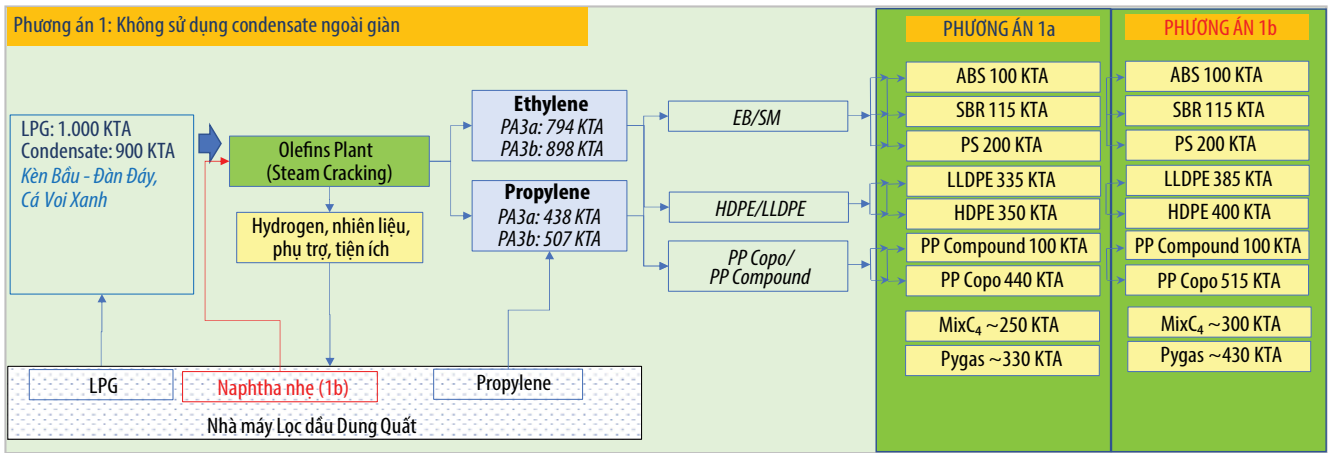 Phương án 1: Không sử dụng condensate ngoài giàn
LPG: 1.000 KTA
Condensate: 900 KTA
Kèn Bầu - Đàn Đáy,
Cá Voi Xanh
Olefins Plant
(Steam Cracking)
Hydrogen, nhiên liệu,
phụ trợ, tiện ích
Ethylene
PA3a: 794 KTA
PA3b: 898 KTA
Propylene
PA3a: 438 KTA
PA3b: 507 KTA
EB/SM
HDPE/LLDPE
PP Copo/
PP Compound
PHƯƠNG ÁN 1a
ABS 100 KTA
SBR 115 KTA
PS 200 KTA
LLDPE 335 KTA
HDPE 350 KTA
PP Compound 100 KTA
PP Copo 440 KTA
MixC₄ ~250 KTA
Pygas ~330 KTA
PHƯƠNG ÁN 1b
ABS 100 KTA
SBR 115 KTA
PS 200 KTA
LLDPE 385 KTA
HDPE 400 KTA
PP Compound 100 KTA
PP Copo 515 KTA
MixC₄ ~300 KTA
Pygas ~430 KTA
LPG
Naphtha nhẹ (1b)
Propylene
Nhà máy Lọc dầu Dung Quất